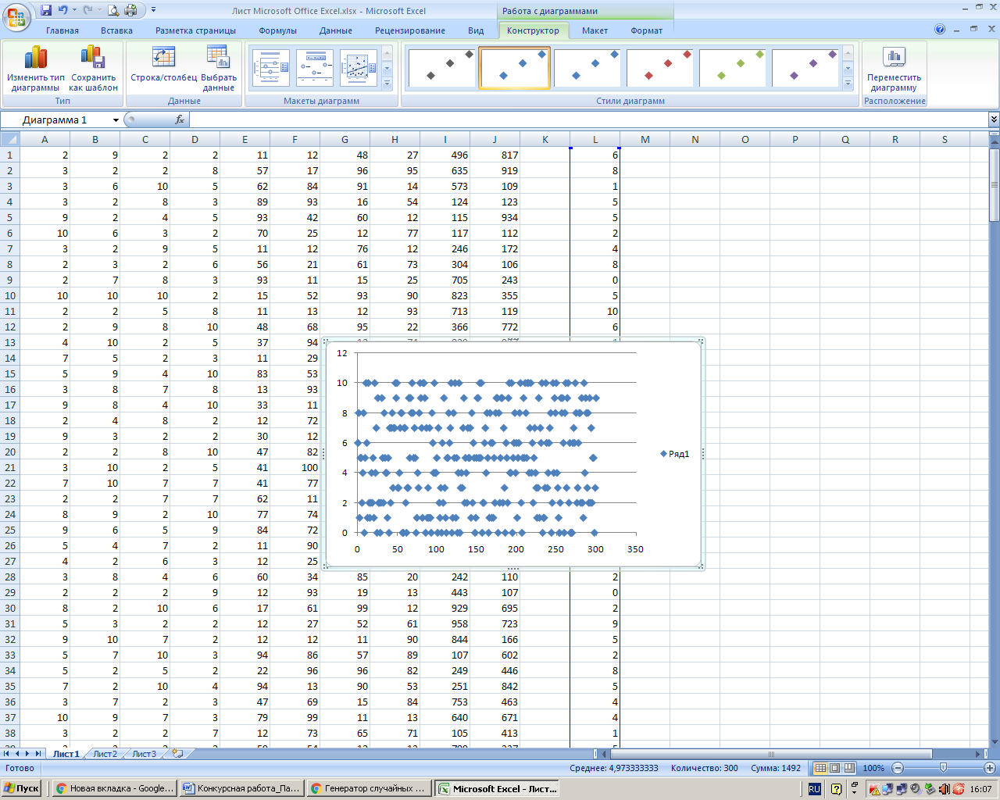 Лист Microsoft Office Excel.xlsx - Microsoft Excel
Работа с диаграммами
Главная Вставка Разметка страницы Формулы Данные Рецензирование Вид Конструктор Макет Формат
Изменить тип диаграммы
Сохранить как шаблон
Строка/столбец
Выбрать данные
Переместить диаграмму
Тип Данные Макеты диаграмм Стили диаграмм Расположение
Диаграмма 1 fx
A B C D E F G H I J K L M N O P Q R S
1 2 9 2 2 11 12 48 27 496 817 6
2 3 2 2 8 57 17 96 95 635 919 8
3 3 6 10 5 62 84 91 14 573 109 1
4 3 2 8 3 89 93 16 54 124 123 5
5 9 2 4 5 93 42 60 12 115 934 5
6 10 6 3 2 70 25 12 77 117 112 2
7 3 2 9 5 11 12 76 12 246 172 4
8 2 3 2 6 56 21 61 73 304 106 8
9 2 7 8 3 93 11 15 25 705 243 0
10 10 10 10 2 15 52 93 90 823 355 5
11 2 2 5 8 11 13 12 93 713 119 10
12 2 9 8 10 48 68 95 22 366 772 6
13 4 10 2 5 37 94
14 7 5 2 3 11 29
15 5 9 4 10 83 53
16 3 8 7 8 13 93
17 9 8 4 10 33 11
18 2 4 8 2 12 72
19 9 3 2 2 30 12
20 2 2 8 10 47 82
21 3 10 2 5 41 100
22 7 10 7 7 41 77
23 2 2 7 7 62 11
24 8 9 2 10 77 74
25 9 6 5 9 84 72
26 5 4 7 2 11 90
27 4 2 6 3 12 25
28 3 8 4 6 60 34 85 20 242 110 2
29 2 2 2 9 12 93 19 13 443 107 0
30 8 2 10 6 17 61 99 12 929 695 2
31 5 3 2 2 12 27 52 61 958 723 9
32 9 10 7 2 12 12 11 90 844 166 5
33 5 7 10 3 94 86 57 89 107 602 2
34 5 2 5 2 22 96 96 82 249 446 8
35 7 2 10 4 94 13 90 53 251 842 5
36 3 7 2 3 47 69 15 84 753 463 4
37 10 9 7 3 79 99 11 13 640 671 4
38 3 2 2 7 12 73 65 71 105 413 1
12
10
8
6
4
2
0
0 50 100 150 200 250 300 350
Ряд1
Лист1 Лист2 Лист3
Готово Среднее: 4,973333333 Количество: 300 Сумма: 1492 100%
Пуск Новая вкладка - Google... Конкурсная работа_Па... Генератор случайных ... Microsoft Excel - Лист... RU 16:07